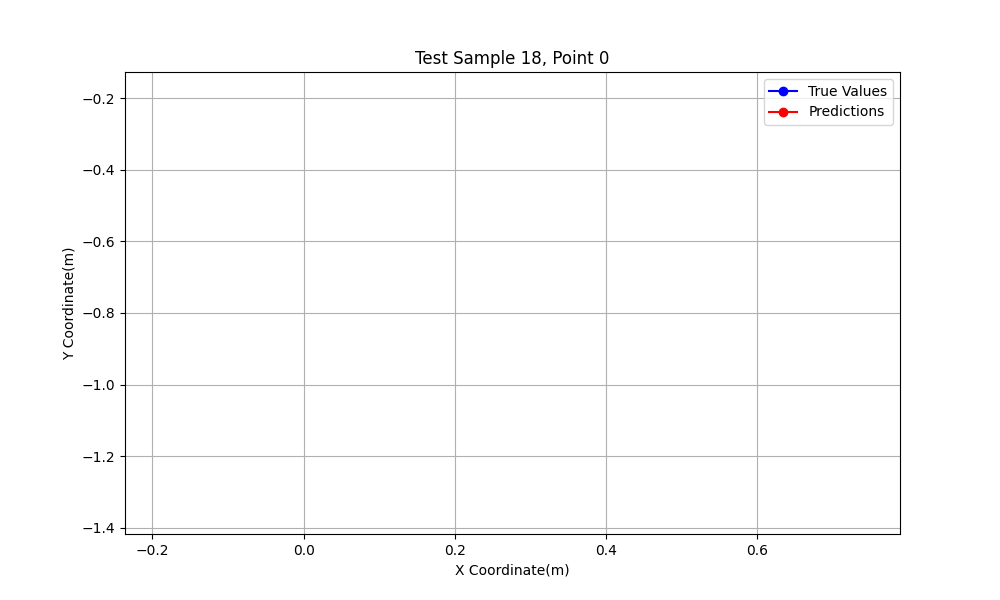 Test Sample 18, Point 0
True Values
Predictions
Y Coordinate(m)
−0.2
−0.4
−0.6
−0.8
−1.0
−1.2
−1.4
−0.2 0.0 0.2 0.4 0.6
X Coordinate(m)